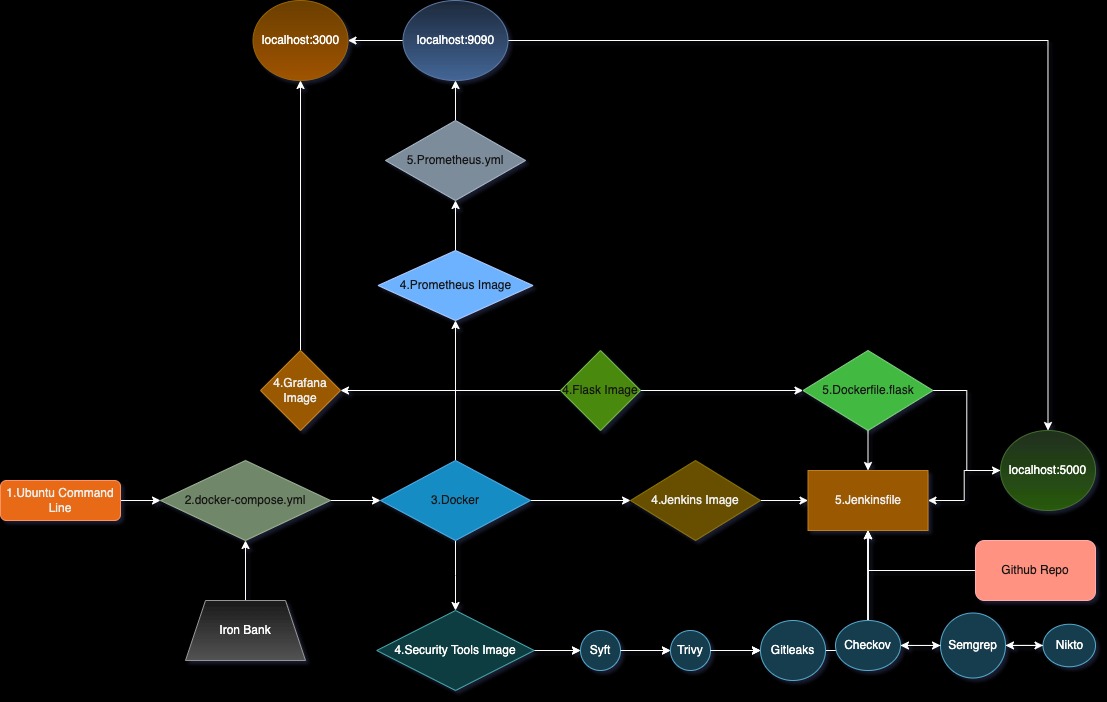 localhost:3000
localhost:9090
5.Prometheus.yml
4.Prometheus Image
4.Grafana
Image
4.Flask Image
5.Dockerfile.flask
localhost:5000
1.Ubuntu Command
Line
2.docker-compose.yml
3.Docker
4.Jenkins Image
5.Jenkinsfile
Github Repo
Iron Bank
4.Security Tools Image
Syft
Trivy
Gitleaks
Checkov
Semgrep
Nikto